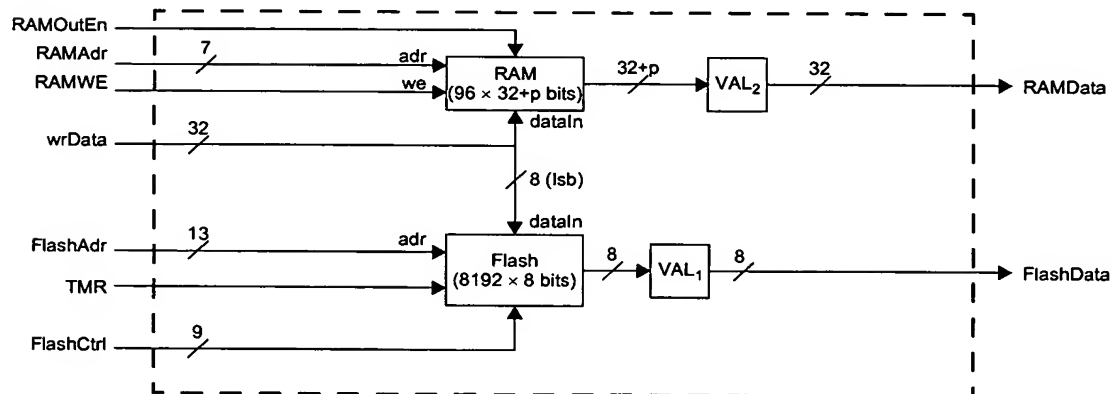 RAMOutEn
RAMAdr 7 adr
RAMWE we
RAM
(96 × 32+p bits)
32+p
VAL2
32
RAMData
dataIn
wrData 32
8 (lsb)
dataIn
FlashAdr 13 adr
Flash
(8192 × 8 bits)
8
VAL1
8
FlashData
TMR
FlashCtrl 9